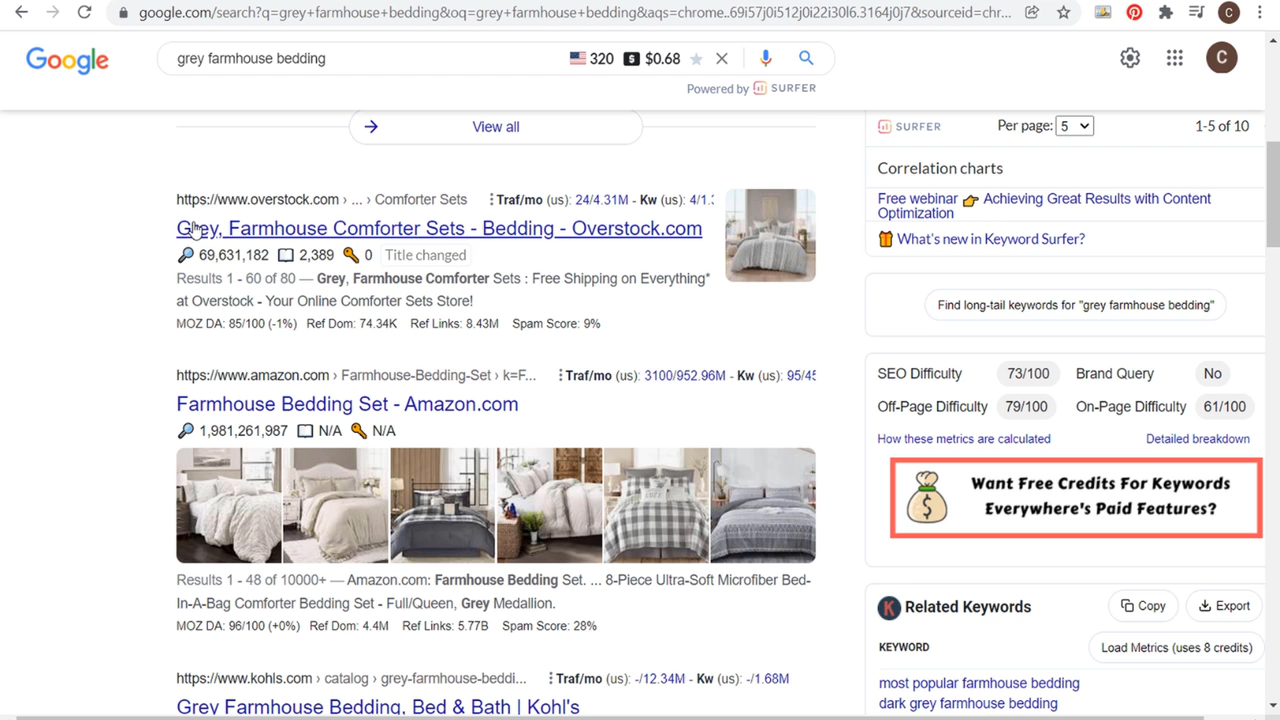 google.com/search?q=grey+farmhouse+bedding&oq=grey+farmhouse+bedding&aqs=chrome..69i57j0i512j0i22i30l6.3164j0j7&sourceid=chr...
C
Google
grey farmhouse bedding
320
$0.68
C
Powered by SURFER
View all
https://www.overstock.com › ... › Comforter Sets
Traf/mo (us): 24/4.31M - Kw (us): 4/1.
Grey, Farmhouse Comforter Sets - Bedding - Overstock.com
69,631,182 2,389 0 Title changed
Results 1 - 60 of 80 — Grey, Farmhouse Comforter Sets : Free Shipping on Everything*
at Overstock - Your Online Comforter Sets Store!
MOZ DA: 85/100 (-1%) Ref Dom: 74.34K Ref Links: 8.43M Spam Score: 9%
https://www.amazon.com › Farmhouse-Bedding-Set › k=F...
Traf/mo (us): 3100/952.96M - Kw (us): 95/45
Farmhouse Bedding Set - Amazon.com
1,981,261,987 N/A N/A
Results 1 - 48 of 10000+ — Amazon.com: Farmhouse Bedding Set. ... 8-Piece Ultra-Soft Microfiber Bed-
In-A-Bag Comforter Bedding Set - Full/Queen, Grey Medallion.
MOZ DA: 96/100 (+0%) Ref Dom: 4.4M Ref Links: 5.77B Spam Score: 28%
https://www.kohls.com › catalog › grey-farmhouse-beddi...
Traf/mo (us): -/12.34M - Kw (us): -/1.68M
Grey Farmhouse Bedding, Bed & Bath | Kohl's
SURFER
Per page: 5
1-5 of 10
Correlation charts
Free webinar Achieving Great Results with Content
Optimization
What's new in Keyword Surfer?
Find long-tail keywords for "grey farmhouse bedding"
SEO Difficulty 73/100 Brand Query No
Off-Page Difficulty 79/100 On-Page Difficulty 61/100
How these metrics are calculated
Detailed breakdown
Want Free Credits For Keywords
Everywhere's Paid Features?
K Related Keywords
Copy
Export
KEYWORD
Load Metrics (uses 8 credits)
most popular farmhouse bedding
dark grey farmhouse bedding